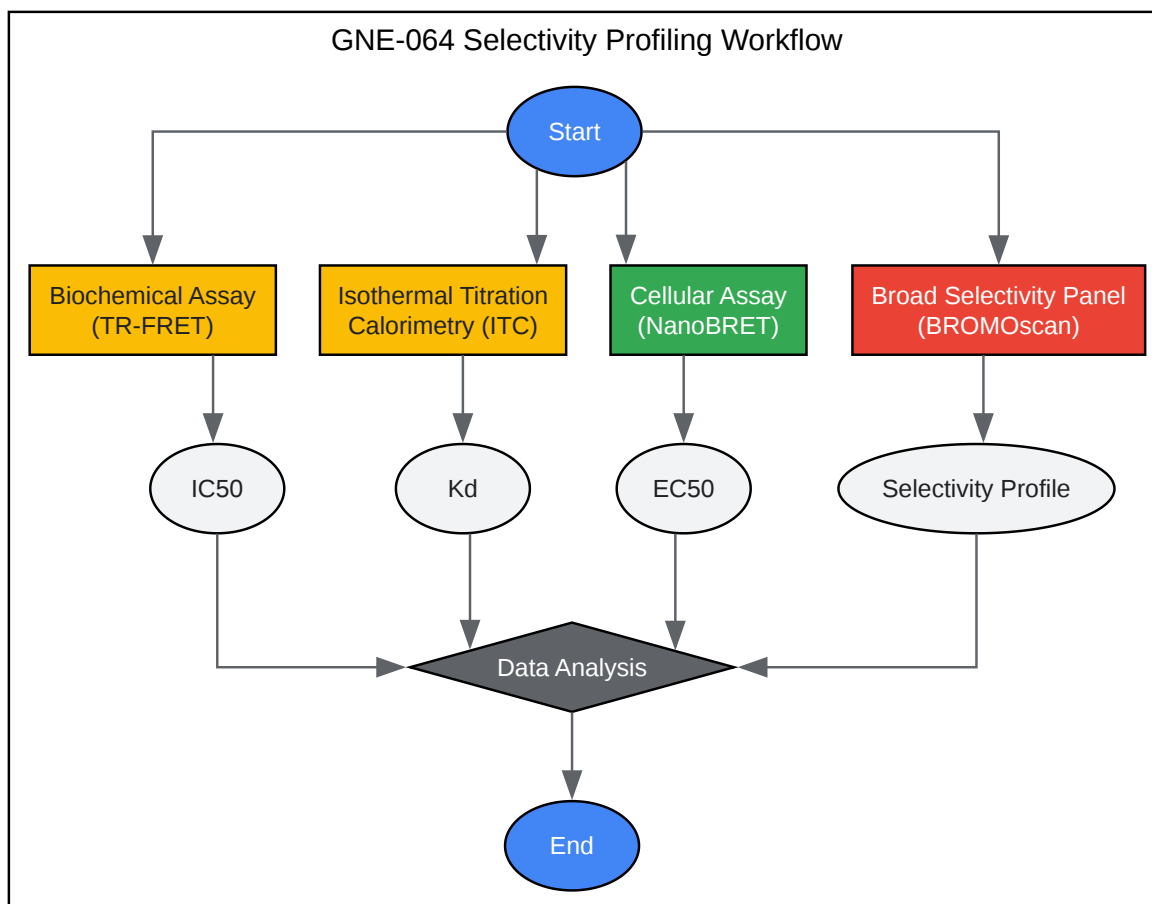 GNE-064 Selectivity Profiling Workflow
Start
Biochemical Assay
(TR-FRET)
Isothermal Titration
Calorimetry (ITC)
Cellular Assay
(NanoBRET)
Broad Selectivity Panel
(BROMOscan)
IC50
Kd
EC50
Selectivity Profile
Data Analysis
End